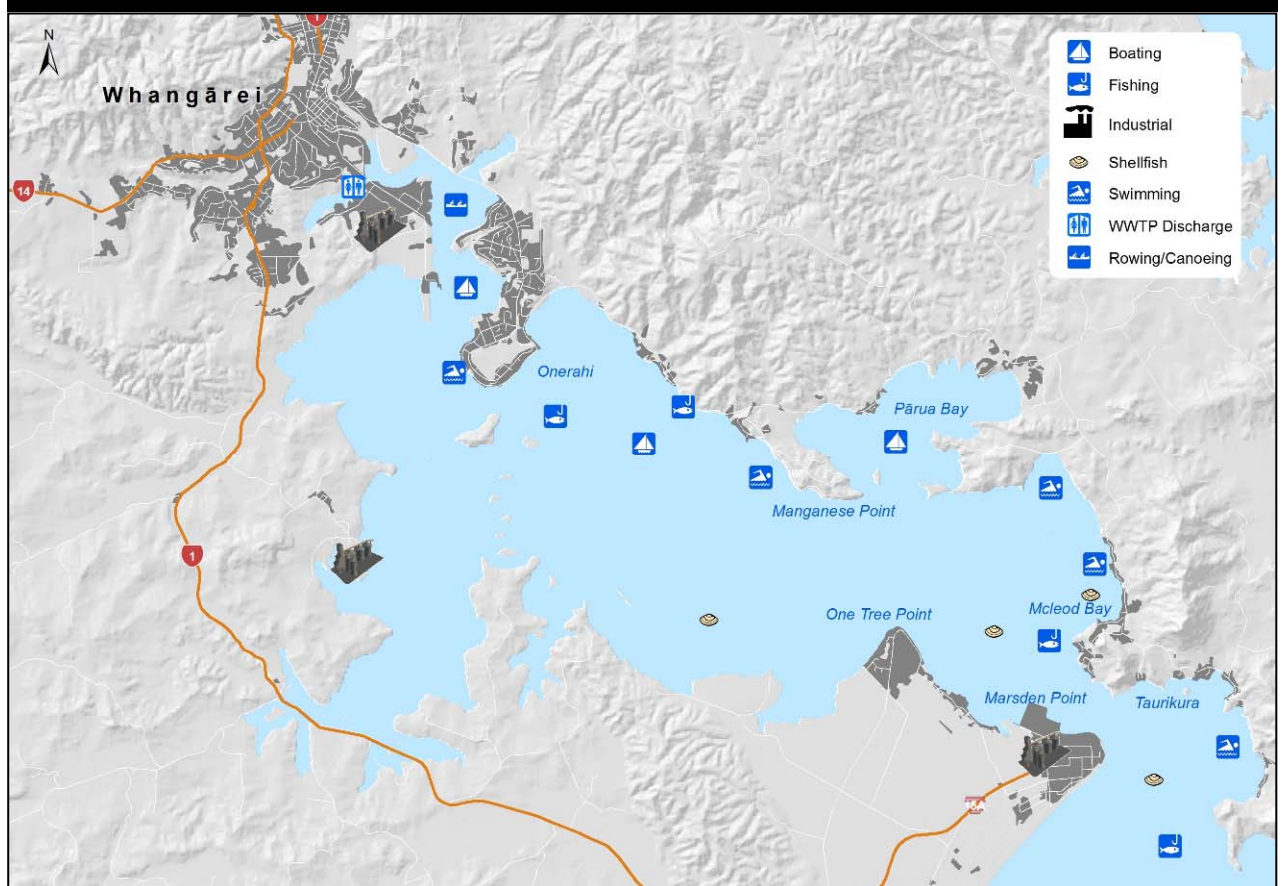 1
N
Whangārei
14
Boating
Fishing
Industrial
Shellfish
Swimming
WWTP Discharge
Rowing/Canoeing
Onerahi
Pārua Bay
Manganese Point
1
One Tree Point
Mcleod Bay
Marsden Point
Taurikura
15A